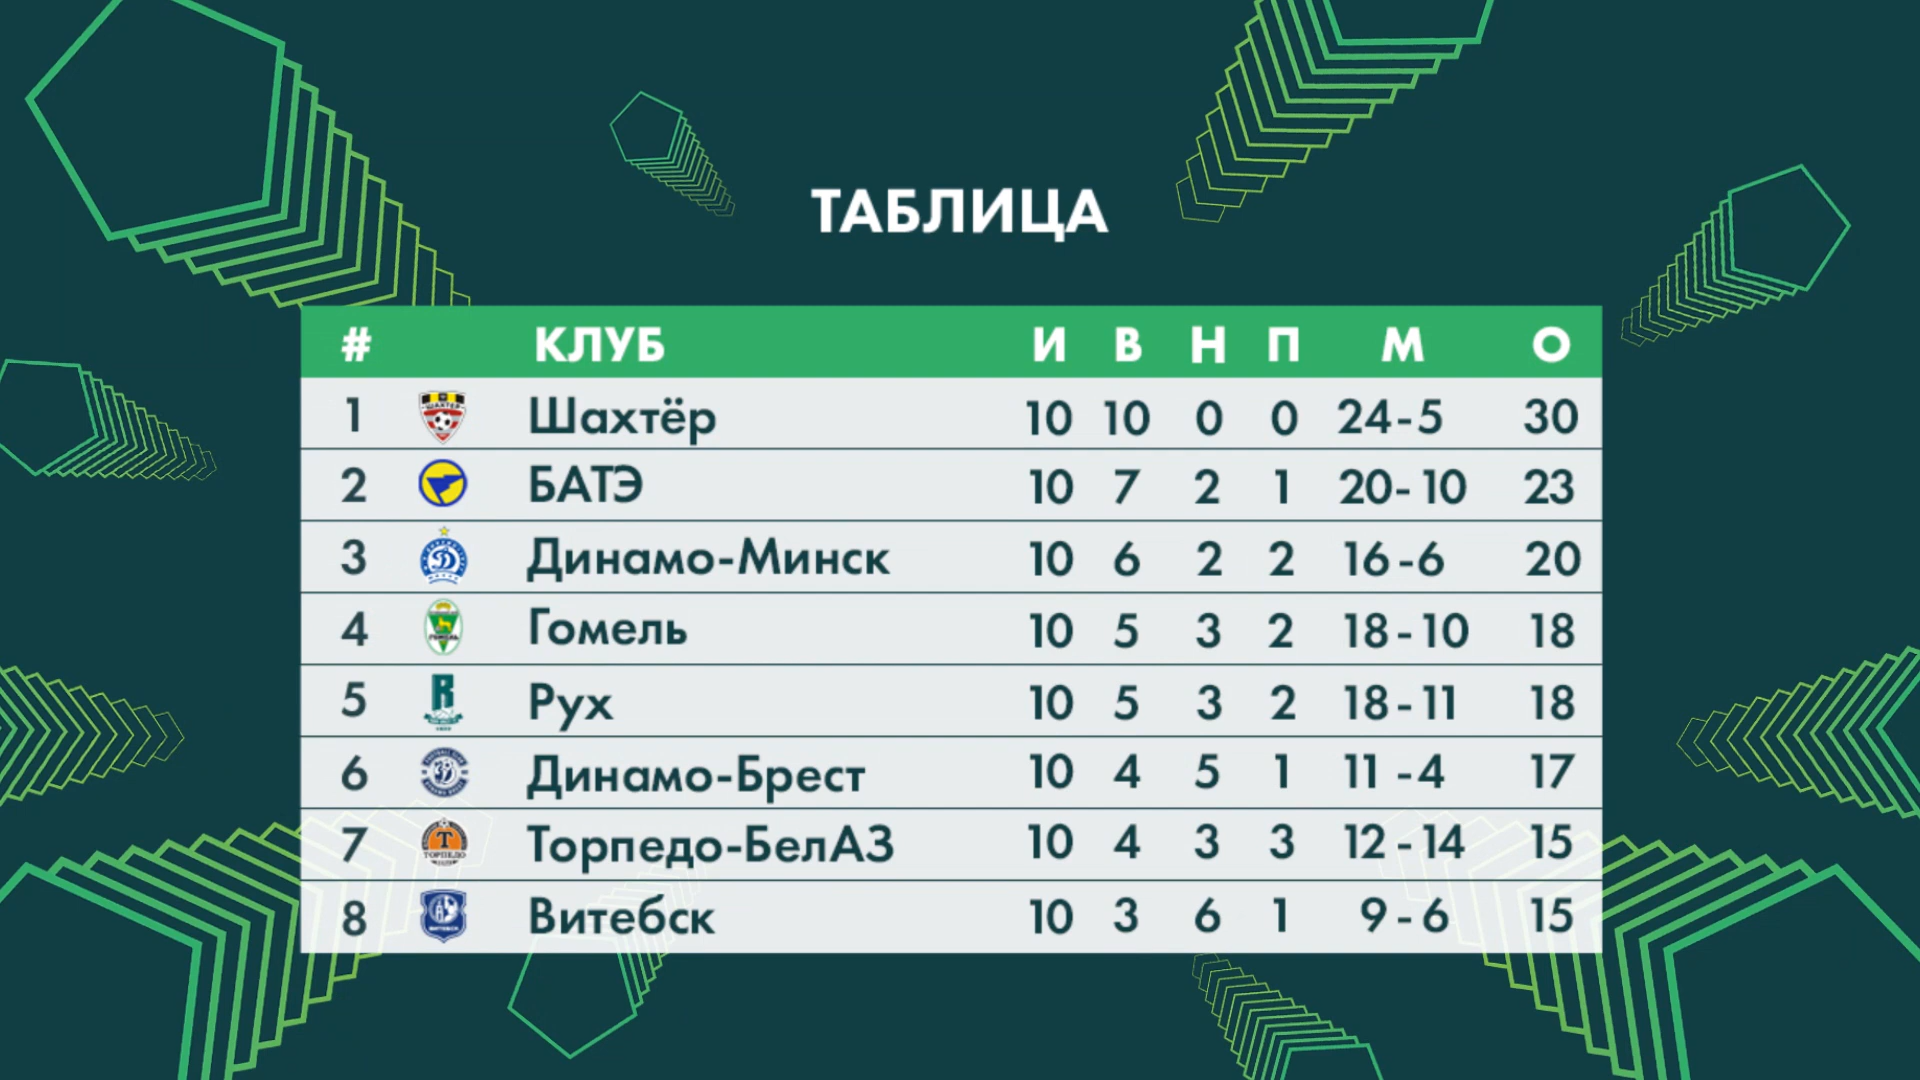 ТАБЛИЦА
# КЛУБ И В Н П М О
1 ШАХТЕР Шахтёр 10 10 0 0 24-5 30
2 БАТЭ 10 7 2 1 20-10 23
3 Динамо-Минск 10 6 2 2 16-6 20
4 ГОМЕЛЬ Гомель 10 5 3 2 18-10 18
5 R Рух 10 5 3 2 18-11 18
6 Динамо-Брест 10 4 5 1 11-4 17
7 Т ТОРПЕДО Торпедо-БелАЗ 10 4 3 3 12-14 15
8 ВИТЕБСК Витебск 10 3 6 1 9-6 15